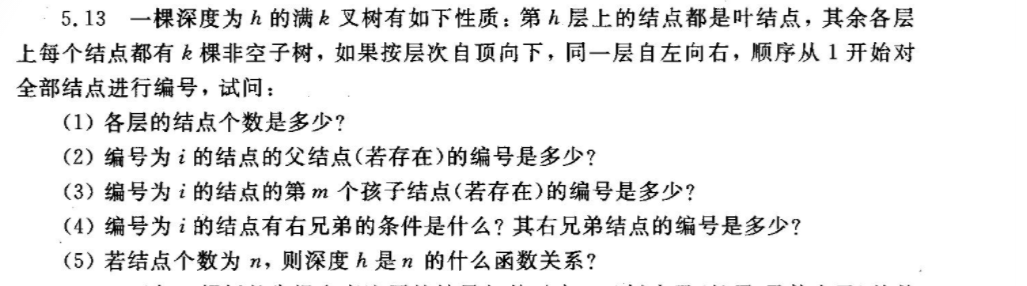 5.13 一棵深度为 h 的满 k 叉树有如下性质：第 h 层上的结点都是叶结点，其余各层
上每个结点都有 k 棵非空子树，如果按层次自顶向下，同一层自左向右，顺序从 1 开始对
全部结点进行编号，试问：
(1) 各层的结点个数是多少？
(2) 编号为 i 的结点的父结点(若存在)的编号是多少？
(3) 编号为 i 的结点的第 m 个孩子结点(若存在)的编号是多少？
(4) 编号为 i 的结点有右兄弟的条件是什么？其右兄弟结点的编号是多少？
(5) 若结点个数为 n，则深度 h 是 n 的什么函数关系？